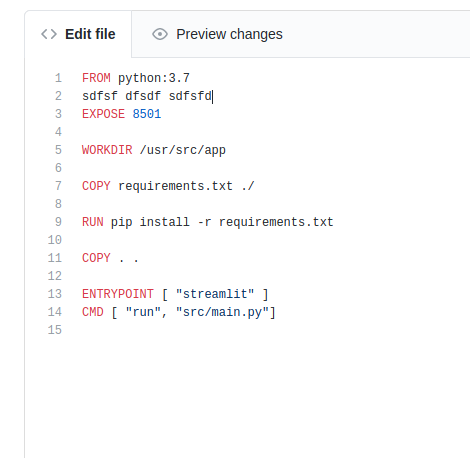 <> Edit file Preview changes
1 FROM python:3.7
2 sdfsf dfsdf sdfsfd
3 EXPOSE 8501
4
5 WORKDIR /usr/src/app
6
7 COPY requirements.txt ./
8
9 RUN pip install -r requirements.txt
10
11 COPY . .
12
13 ENTRYPOINT [ "streamlit" ]
14 CMD [ "run", "src/main.py"]
15